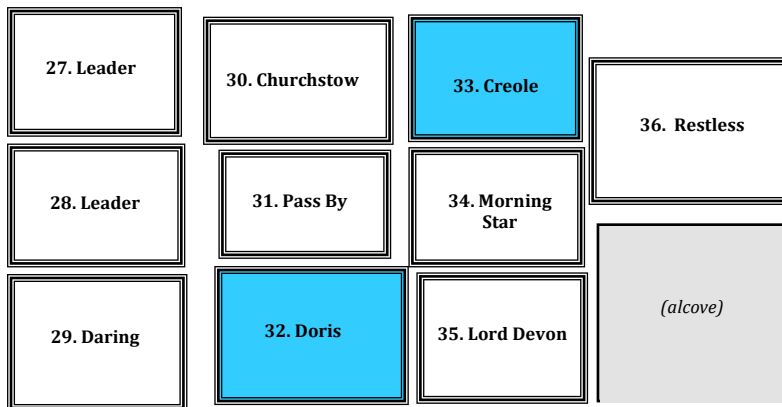 27. Leader
28. Leader
29. Daring
30. Churchstow
31. Pass By
32. Doris
33. Creole
34. Morning
Star
35. Lord Devon
36. Restless
(alcove)